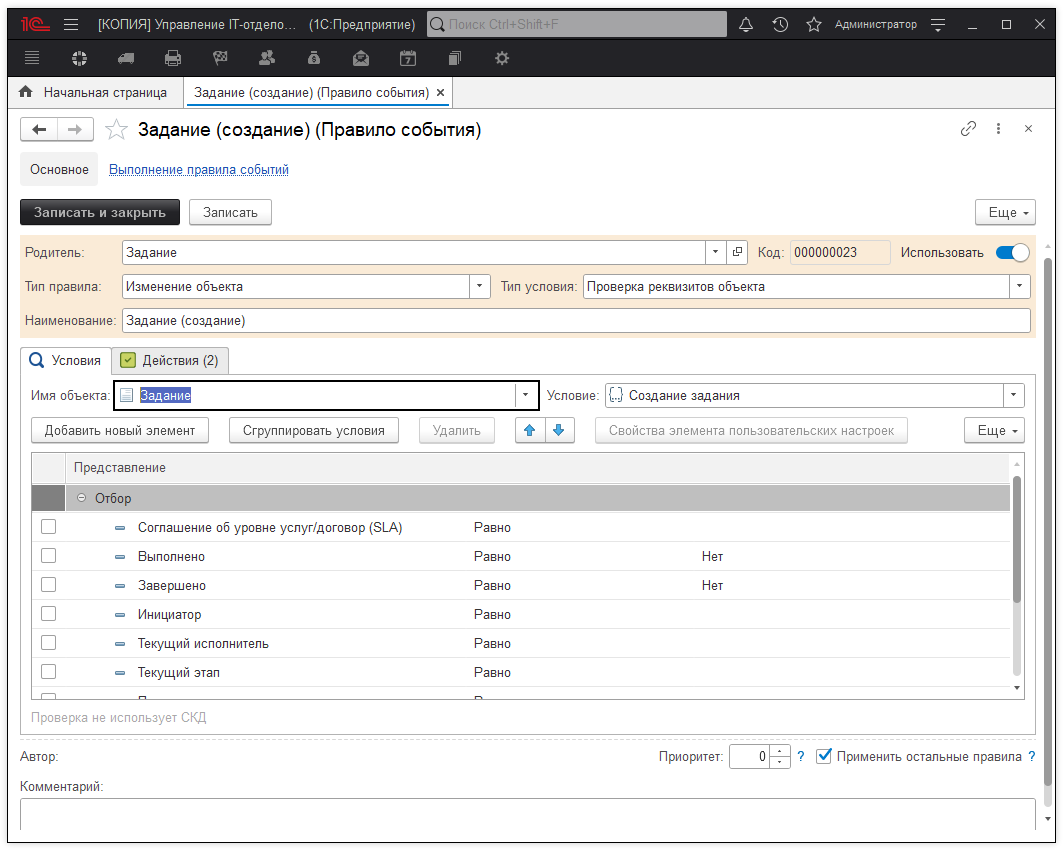 1С [КОПИЯ] Управление IT-отдело... (1С:Предприятие) Поиск Ctrl+Shift+F Администратор
7
Начальная страница Задание (создание) (Правило события) ×
Задание (создание) (Правило события)
Основное Выполнение правила событий
Записать и закрыть Записать Еще
Родитель: Задание Код: 000000023 Использовать
Тип правила: Изменение объекта Тип условия: Проверка реквизитов объекта
Наименование: Задание (создание)
Условия Действия (2)
Имя объекта: Задание Условие: {..} Создание задания
Добавить новый элемент Сгруппировать условия Удалить Свойства элемента пользовательских настроек Еще
Представление
Отбор
Соглашение об уровне услуг/договор (SLA) Равно
Выполнено Равно Нет
Завершено Равно Нет
Инициатор Равно
Текущий исполнитель Равно
Текущий этап Равно
Проверка не использует СКД
Автор: Приоритет: 0 ? Применить остальные правила ?
Комментарий: